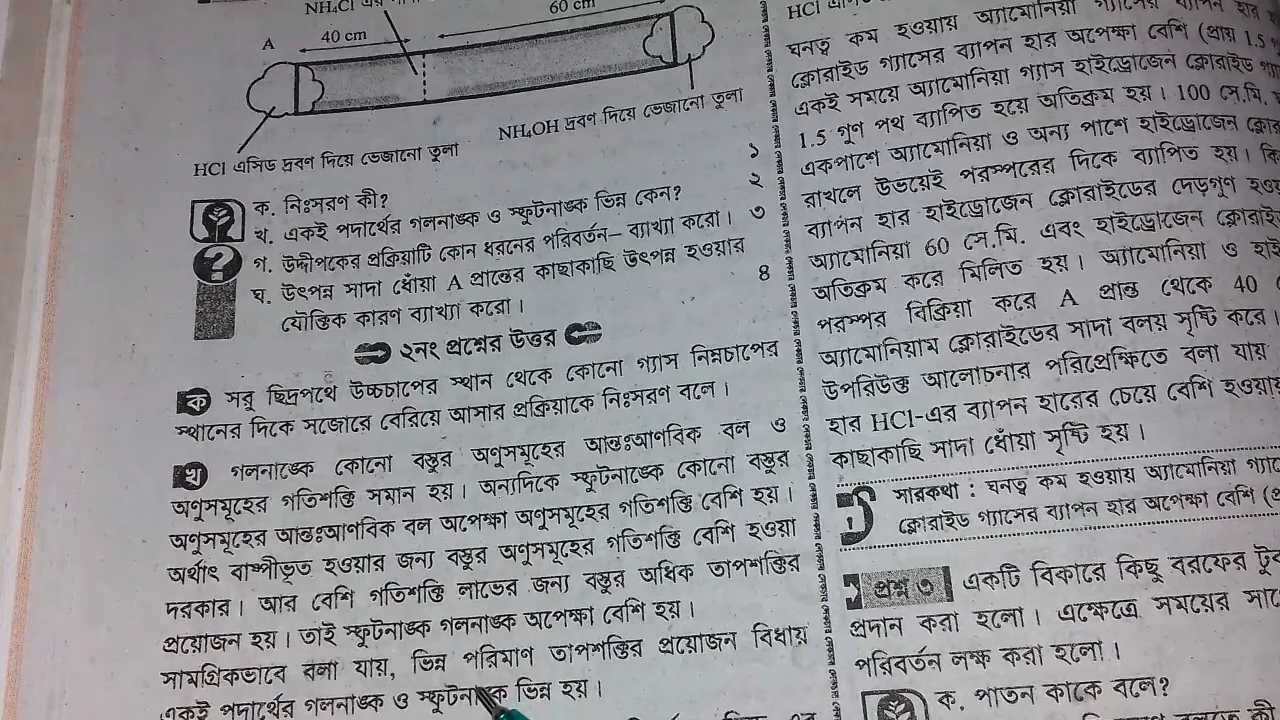 NH₄Cl এর
60 cm
A
40 cm
NH₄OH দ্রবণ দিয়ে ভেজানো তুলা
HCl এসিড দ্রবণ দিয়ে ভেজানো তুলা
ক. নিঃসরণ কী? ১
খ. একই পদার্থের গলনাঙ্ক ও স্ফুটনাঙ্ক ভিন্ন কেন? ২
গ. উদ্দীপকের প্রক্রিয়াটি কোন ধরনের পরিবর্তন– ব্যাখ্যা করো। ৩
ঘ. উৎপন্ন সাদা ধোঁয়া A প্রান্তের কাছাকাছি উৎপন্ন হওয়ার
যৌক্তিক কারণ ব্যাখ্যা করো। 8
২নং প্রশ্নের উত্তর
ক সরু ছিদ্রপথে উচ্চচাপের স্থান থেকে কোনো গ্যাস নিম্নচাপের
স্থানের দিকে সজোরে বেরিয়ে আসার প্রক্রিয়াকে নিঃসরণ বলে।
খ গলনাঙ্কে কোনো বস্তুর অণুসমূহের আন্তঃআণবিক বল ও
অণুসমূহের গতিশক্তি সমান হয়। অন্যদিকে স্ফুটনাঙ্কে কোনো বস্তুর
অণুসমূহের আন্তঃআণবিক বল অপেক্ষা অণুসমূহের গতিশক্তি বেশি হয়।
অর্থাৎ বাষ্পীভূত হওয়ার জন্য বস্তুর অণুসমূহের গতিশক্তি বেশি হওয়া
দরকার। আর বেশি গতিশক্তি লাভের জন্য বস্তুর অধিক তাপশক্তির
প্রয়োজন হয়। তাই স্ফুটনাঙ্ক গলনাঙ্ক অপেক্ষা বেশি হয়।
সামগ্রিকভাবে বলা যায়, ভিন্ন পরিমাণ তাপশক্তির প্রয়োজন বিধায়
একই পদার্থের গলনাঙ্ক ও স্ফুটনাঙ্ক ভিন্ন হয়।
HCl
ঘনত্ব কম হওয়ায় অ্যামোনিয়া গ্যাসের ব্যাপন হার
ক্লোরাইড গ্যাসের ব্যাপন হার অপেক্ষা বেশি (প্রায় 1.5
একই সময়ে অ্যামোনিয়া গ্যাস হাইড্রোজেন ক্লোরাইড
1.5 গুণ পথ ব্যাপিত হয়ে অতিক্রম হয়। 100 সে.মি.
একপাশে অ্যামোনিয়া ও অন্য পাশে হাইড্রোজেন
রাখলে উভয়েই পরস্পরের দিকে ব্যাপিত হয়।
ব্যাপন হার হাইড্রোজেন ক্লোরাইডের দেড়গুণ
অ্যামোনিয়া 60 সে.মি. এবং হাইড্রোজেন
অতিক্রম করে মিলিত হয়। অ্যামোনিয়া ও
পরস্পর বিক্রিয়া করে A প্রান্ত থেকে 40
অ্যামোনিয়াম ক্লোরাইডের সাদা বলয় সৃষ্টি করে।
উপরিউক্ত আলোচনার পরিপ্রেক্ষিতে বলা যায়
হার HCl-এর ব্যাপন হারের চেয়ে বেশি হওয়ায়
কাছাকাছি সাদা ধোঁয়া সৃষ্টি হয়।
সারকথা : ঘনত্ব কম হওয়ায় অ্যামোনিয়া
ক্লোরাইড গ্যাসের ব্যাপন হার অপেক্ষা বেশি
প্রশ্ন ৩ একটি বিকারে কিছু বরফের
প্রদান করা হলো। এক্ষেত্রে সময়ের
পরিবর্তন লক্ষ করা হলো।
ক. পাতন কাকে বলে?